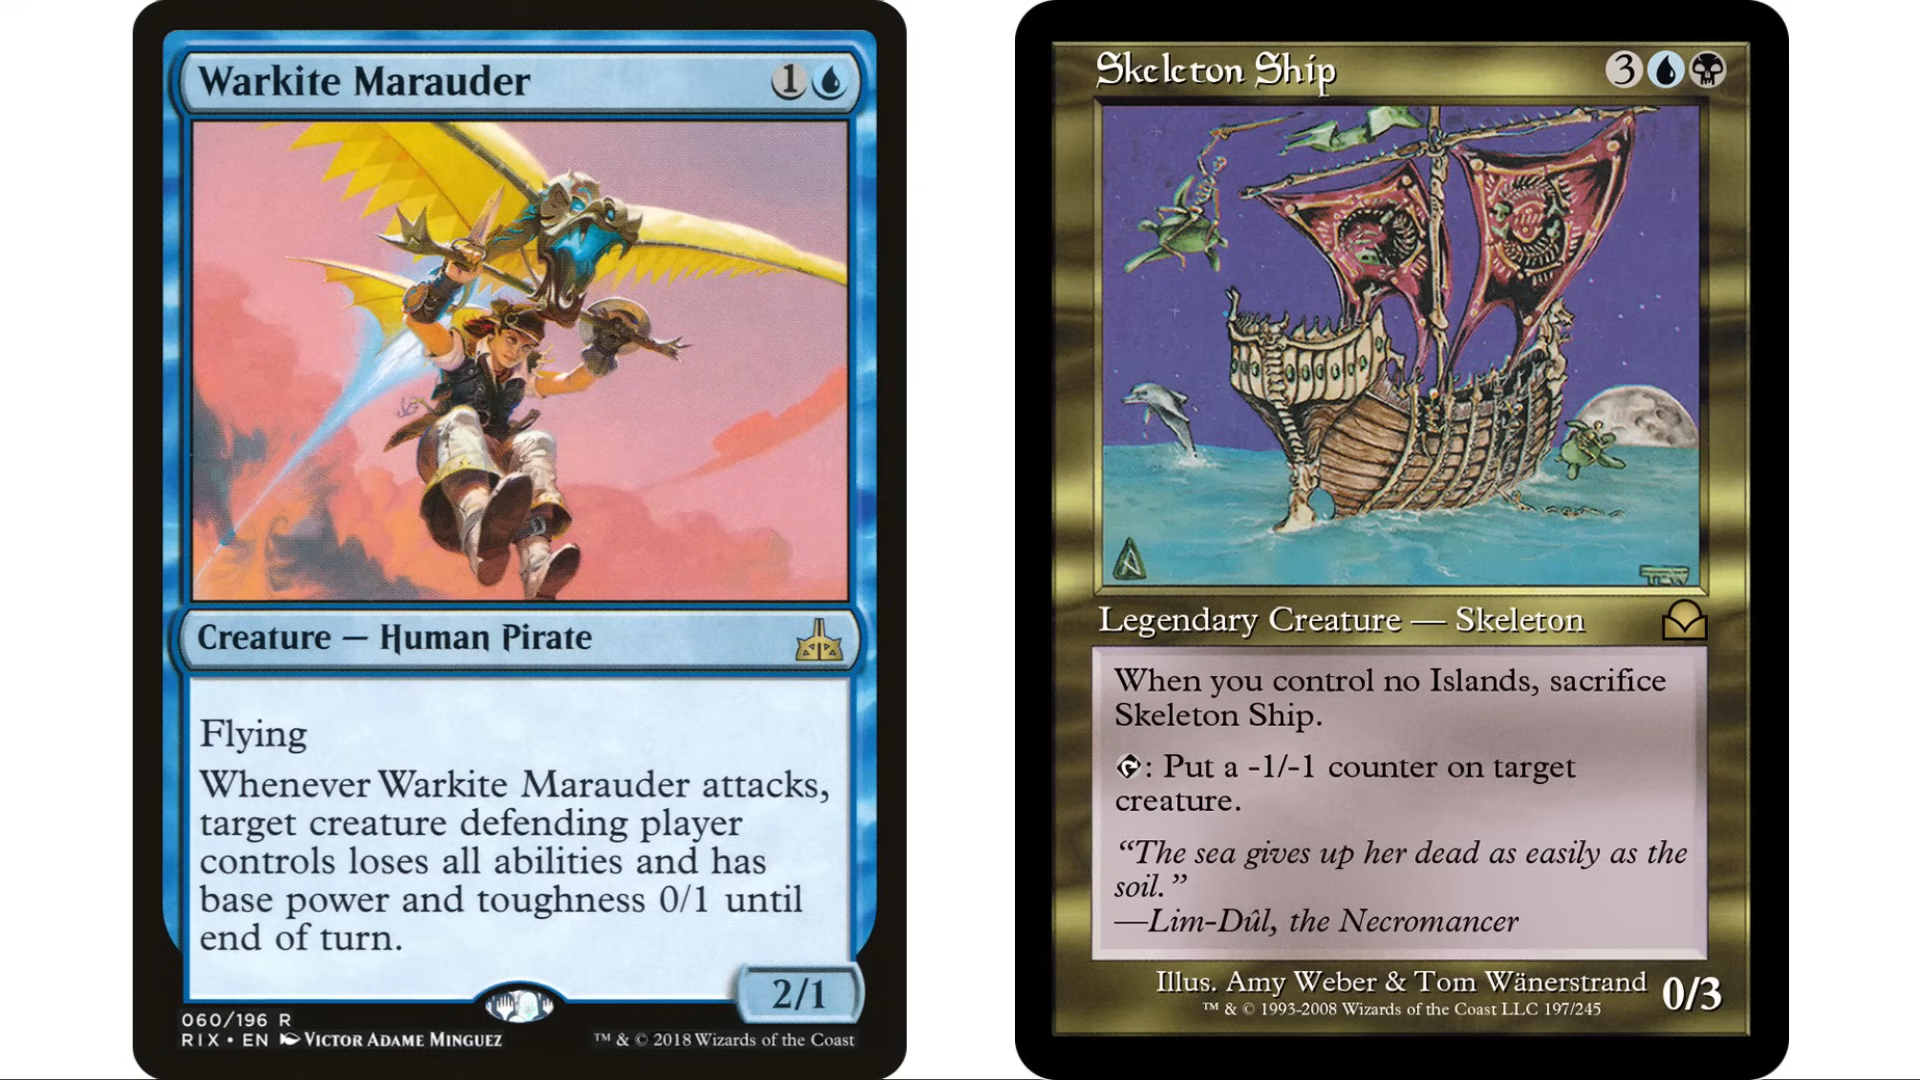 Warkite Marauder
1
Creature — Human Pirate
Flying
Whenever Warkite Marauder attacks,
target creature defending player
controls loses all abilities and has
base power and toughness 0/1 until
end of turn.
2/1
060/196 R
RIX • EN Victor Adame Minguez
™ & © 2018 Wizards of the Coast
Skeleton Ship
3
A
TCW
Legendary Creature — Skeleton
When you control no Islands, sacrifice
Skeleton Ship.
: Put a -1/-1 counter on target
creature.
“The sea gives up her dead as easily as the
soil.”
—Lim-Dûl, the Necromancer
Illus. Amy Weber & Tom Wänerstrand
0/3
™ & © 1993-2008 Wizards of the Coast LLC 197/245